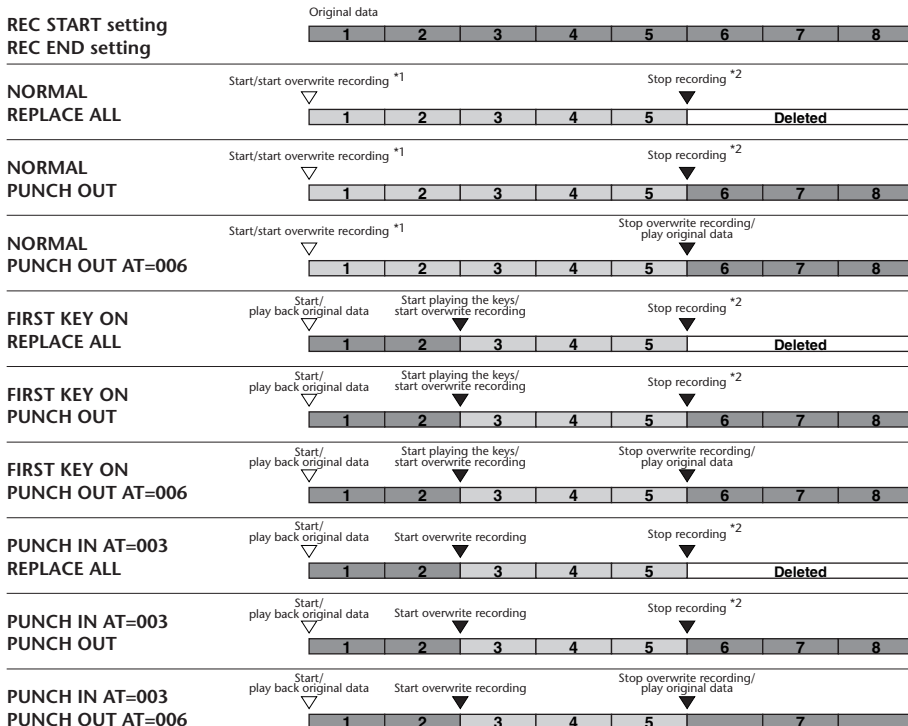 REC START setting
REC END setting
Original data
1 2 3 4 5 6 7 8
NORMAL
REPLACE ALL
Start/start overwrite recording *1
Stop recording *2
1 2 3 4 5 Deleted
NORMAL
PUNCH OUT
Start/start overwrite recording *1
Stop recording *2
1 2 3 4 5 6 7 8
NORMAL
PUNCH OUT AT=006
Start/start overwrite recording *1
Stop overwrite recording/
play original data
1 2 3 4 5 6 7 8
FIRST KEY ON
REPLACE ALL
Start/
play back original data
Start playing the keys/
start overwrite recording
Stop recording *2
1 2 3 4 5 Deleted
FIRST KEY ON
PUNCH OUT
Start/
play back original data
Start playing the keys/
start overwrite recording
Stop recording *2
1 2 3 4 5 6 7 8
FIRST KEY ON
PUNCH OUT AT=006
Start/
play back original data
Start playing the keys/
start overwrite recording
Stop overwrite recording/
play original data
1 2 3 4 5 6 7 8
PUNCH IN AT=003
REPLACE ALL
Start/
play back original data
Start overwrite recording
Stop recording *2
1 2 3 4 5 Deleted
PUNCH IN AT=003
PUNCH OUT
Start/
play back original data
Start overwrite recording
Stop recording *2
1 2 3 4 5 6 7 8
PUNCH IN AT=003
PUNCH OUT AT=006
Start/
play back original data
Start overwrite recording
Stop overwrite recording/
play original data
1 2 3 4 5 7